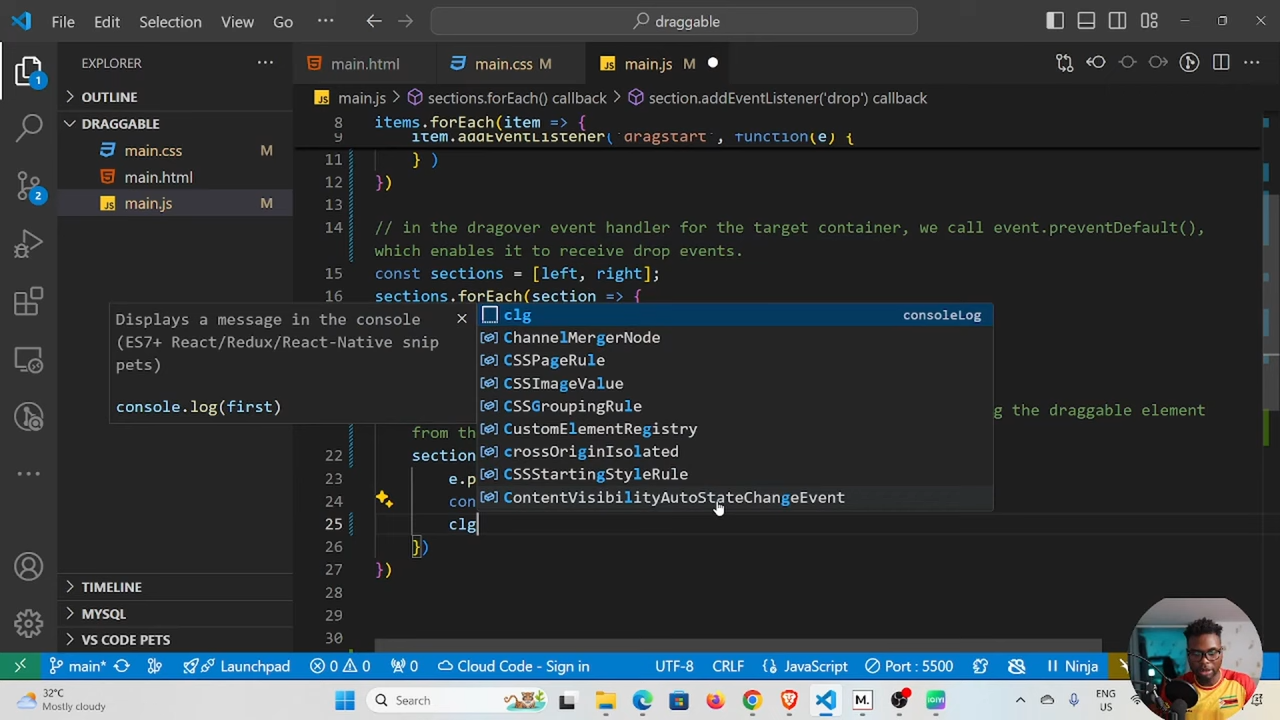 File Edit Selection View Go ··· draggable
EXPLORER ···
main.html
main.css M
main.js M
OUTLINE
DRAGGABLE
main.css M
main.html
main.js M
TIMELINE
MYSQL
VS CODE PETS
1
2
main.js > sections.forEach() callback > section.addEventListener('drop') callback
8 items.forEach(item => {
9 item.addEventListener(`dragstart`, function(e) {
11 } )
12 })
13
14 // in the dragover event handler for the target container, we call event.preventDefault(),
which enables it to receive drop events.
15 const sections = [left, right];
16 sections.forEach(section => {
Displays a message in the console
(ES7+ React/Redux/React-Native snip
pets)
console.log(first)
clg consoleLog
ChannelMergerNode
CSSPageRule
CSSImageValue
CSSGroupingRule
CustomElementRegistry
crossOriginIsolated
CSSStartingStyleRule
ContentVisibilityAutoStateChangeEvent
g the draggable element
from th
22 section
23 e.p
24 con
25 clg
26 })
27 })
28
29
30
main* Launchpad 0 0 0 Cloud Code - Sign in UTF-8 CRLF {} JavaScript Port : 5500 Ninja
32°C
Mostly cloudy
Search
ENG